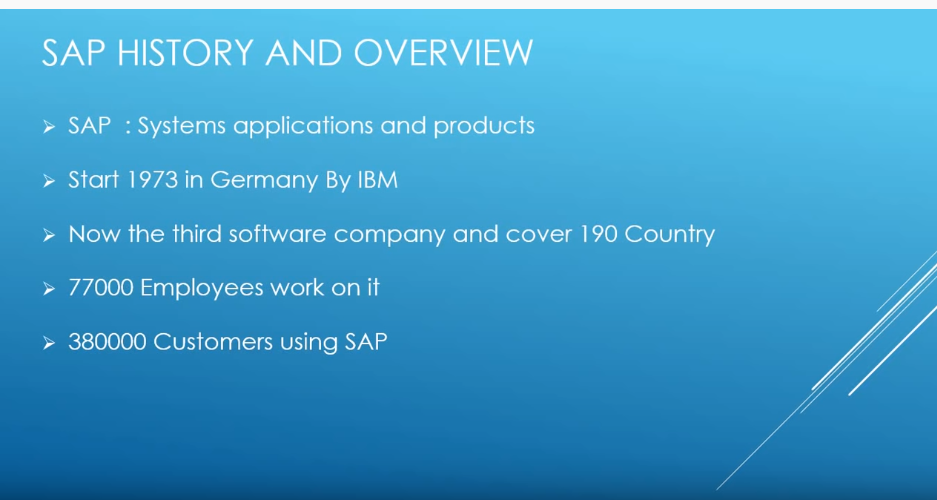 SAP HISTORY AND OVERVIEW
➢ SAP : Systems applications and products
➢ Start 1973 in Germany By IBM
➢ Now the third software company and cover 190 Country
➢ 77000 Employees work on it
➢ 380000 Customers using SAP